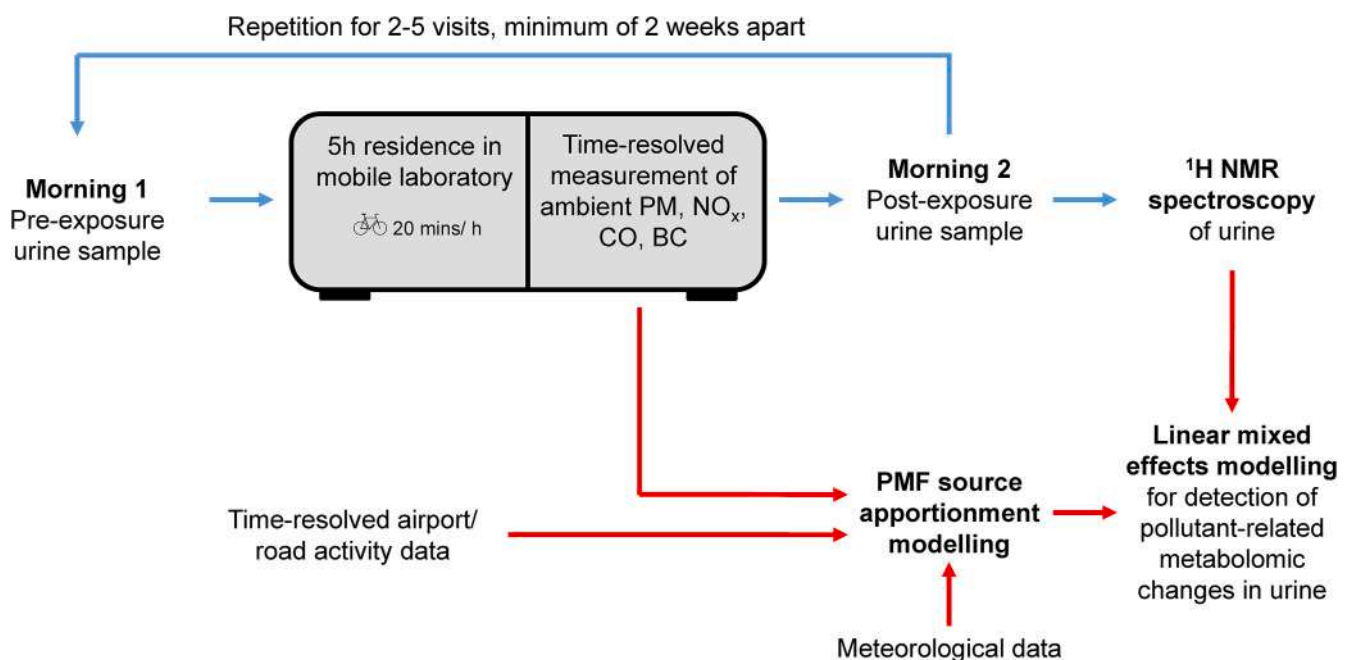 Repetition for 2-5 visits, minimum of 2 weeks apart
Morning 1
Pre-exposure
urine sample
5h residence in
mobile laboratory
20 mins/ h
Time-resolved
measurement of
ambient PM, NOx,
CO, BC
Morning 2
Post-exposure
urine sample
¹H NMR
spectroscopy
of urine
Time-resolved airport/
road activity data
PMF source
apportionment
modelling
Meteorological data
Linear mixed
effects modelling
for detection of
pollutant-related
metabolomic
changes in urine